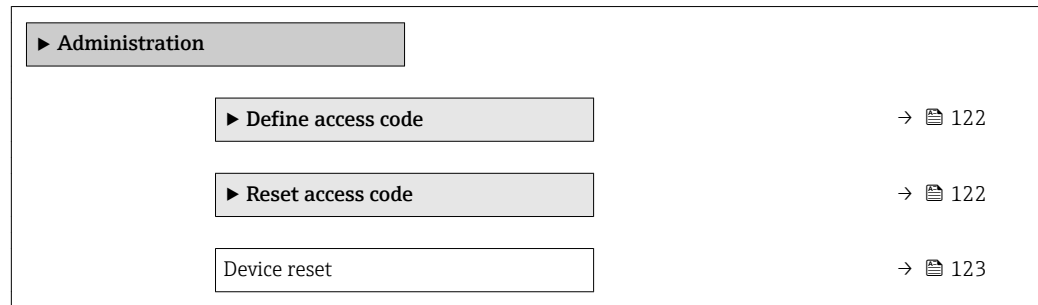 ▶ Administration
▶ Define access code → 122
▶ Reset access code → 122
Device reset → 123